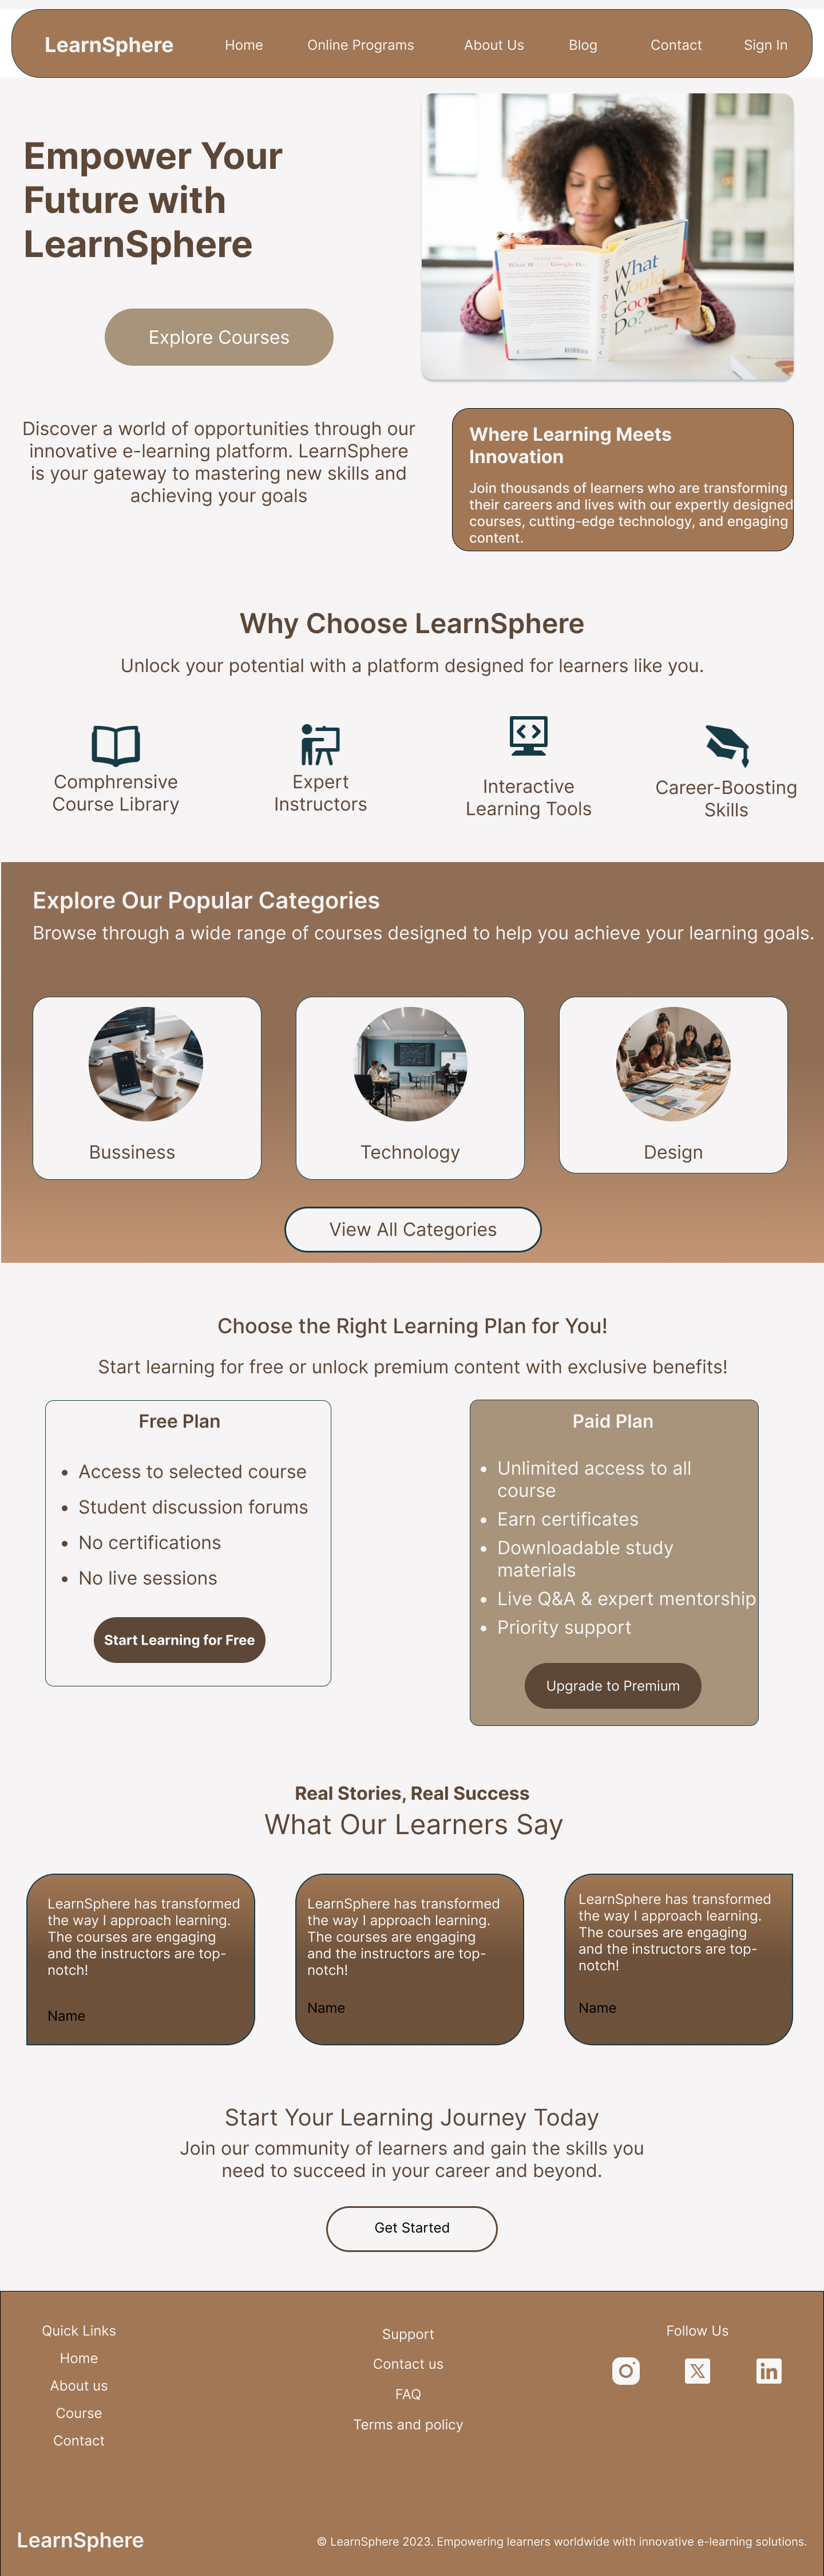 LearnSphere
Home
Online Programs
About Us
Blog
Contact
Sign In
Empower Your
Future with
LearnSphere
Explore Courses
What Would Google Do?
What
Would
Google
Do?
Jeff Jarvis
Discover a world of opportunities through our
innovative e-learning platform. LearnSphere
is your gateway to mastering new skills and
achieving your goals
Where Learning Meets
Innovation
Join thousands of learners who are transforming
their careers and lives with our expertly designed
courses, cutting-edge technology, and engaging
content.
Why Choose LearnSphere
Unlock your potential with a platform designed for learners like you.
Comphrensive
Course Library
Expert
Instructors
Interactive
Learning Tools
Career-Boosting
Skills
Explore Our Popular Categories
Browse through a wide range of courses designed to help you achieve your learning goals.
Bussiness
Technology
Design
View All Categories
Choose the Right Learning Plan for You!
Start learning for free or unlock premium content with exclusive benefits!
Free Plan
• Access to selected course
• Student discussion forums
• No certifications
• No live sessions
Start Learning for Free
Paid Plan
• Unlimited access to all
course
• Earn certificates
• Downloadable study
materials
• Live Q&A & expert mentorship
• Priority support
Upgrade to Premium
Real Stories, Real Success
What Our Learners Say
LearnSphere has transformed
the way I approach learning.
The courses are engaging
and the instructors are top-
notch!
Name
LearnSphere has transformed
the way I approach learning.
The courses are engaging
and the instructors are top-
notch!
Name
LearnSphere has transformed
the way I approach learning.
The courses are engaging
and the instructors are top-
notch!
Name
Start Your Learning Journey Today
Join our community of learners and gain the skills you
need to succeed in your career and beyond.
Get Started
Quick Links
Home
About us
Course
Contact
Support
Contact us
FAQ
Terms and policy
Follow Us
LearnSphere
© LearnSphere 2023. Empowering learners worldwide with innovative e-learning solutions.